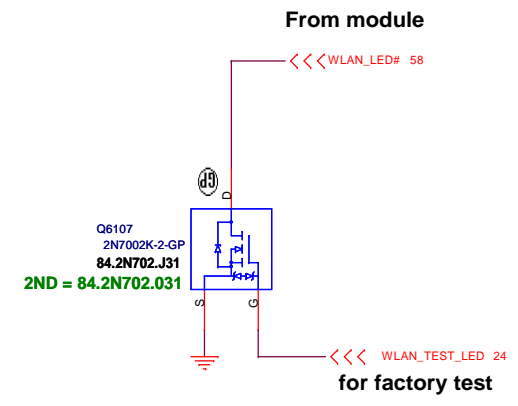 From module
WLAN_LED# 58
GP
D
Q6107
2N7002K-2-GP
84.2N702.J31
2ND = 84.2N702.031
S
G
WLAN_TEST_LED 24
for factory test